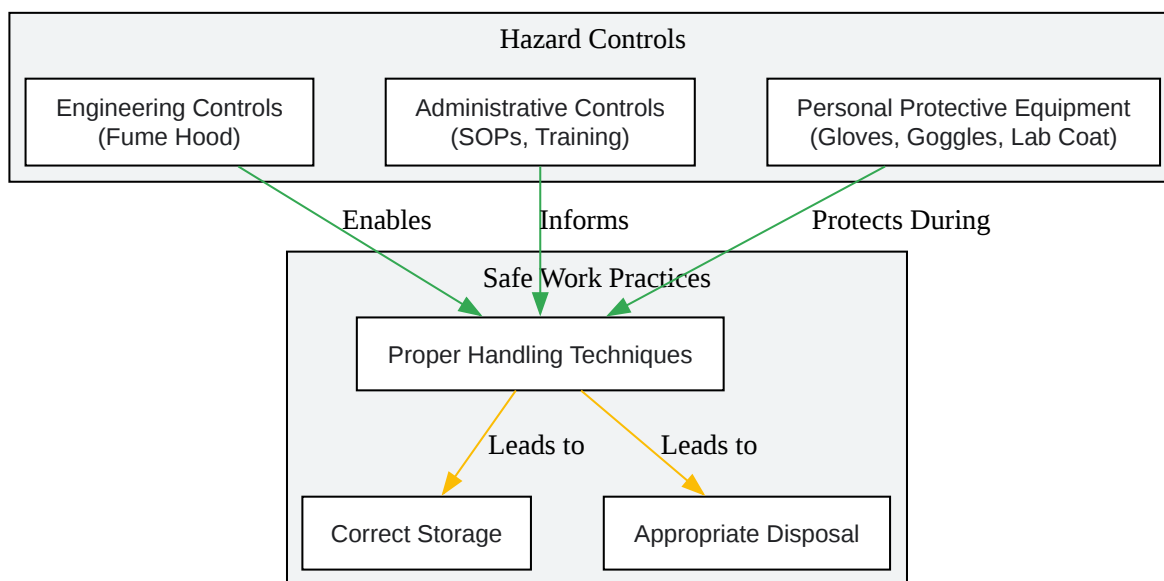 Hazard Controls
Engineering Controls
(Fume Hood)
Administrative Controls
(SOPs, Training)
Personal Protective Equipment
(Gloves, Goggles, Lab Coat)
Enables
Informs
Protects During
Safe Work Practices
Proper Handling Techniques
Leads to
Leads to
Correct Storage
Appropriate Disposal